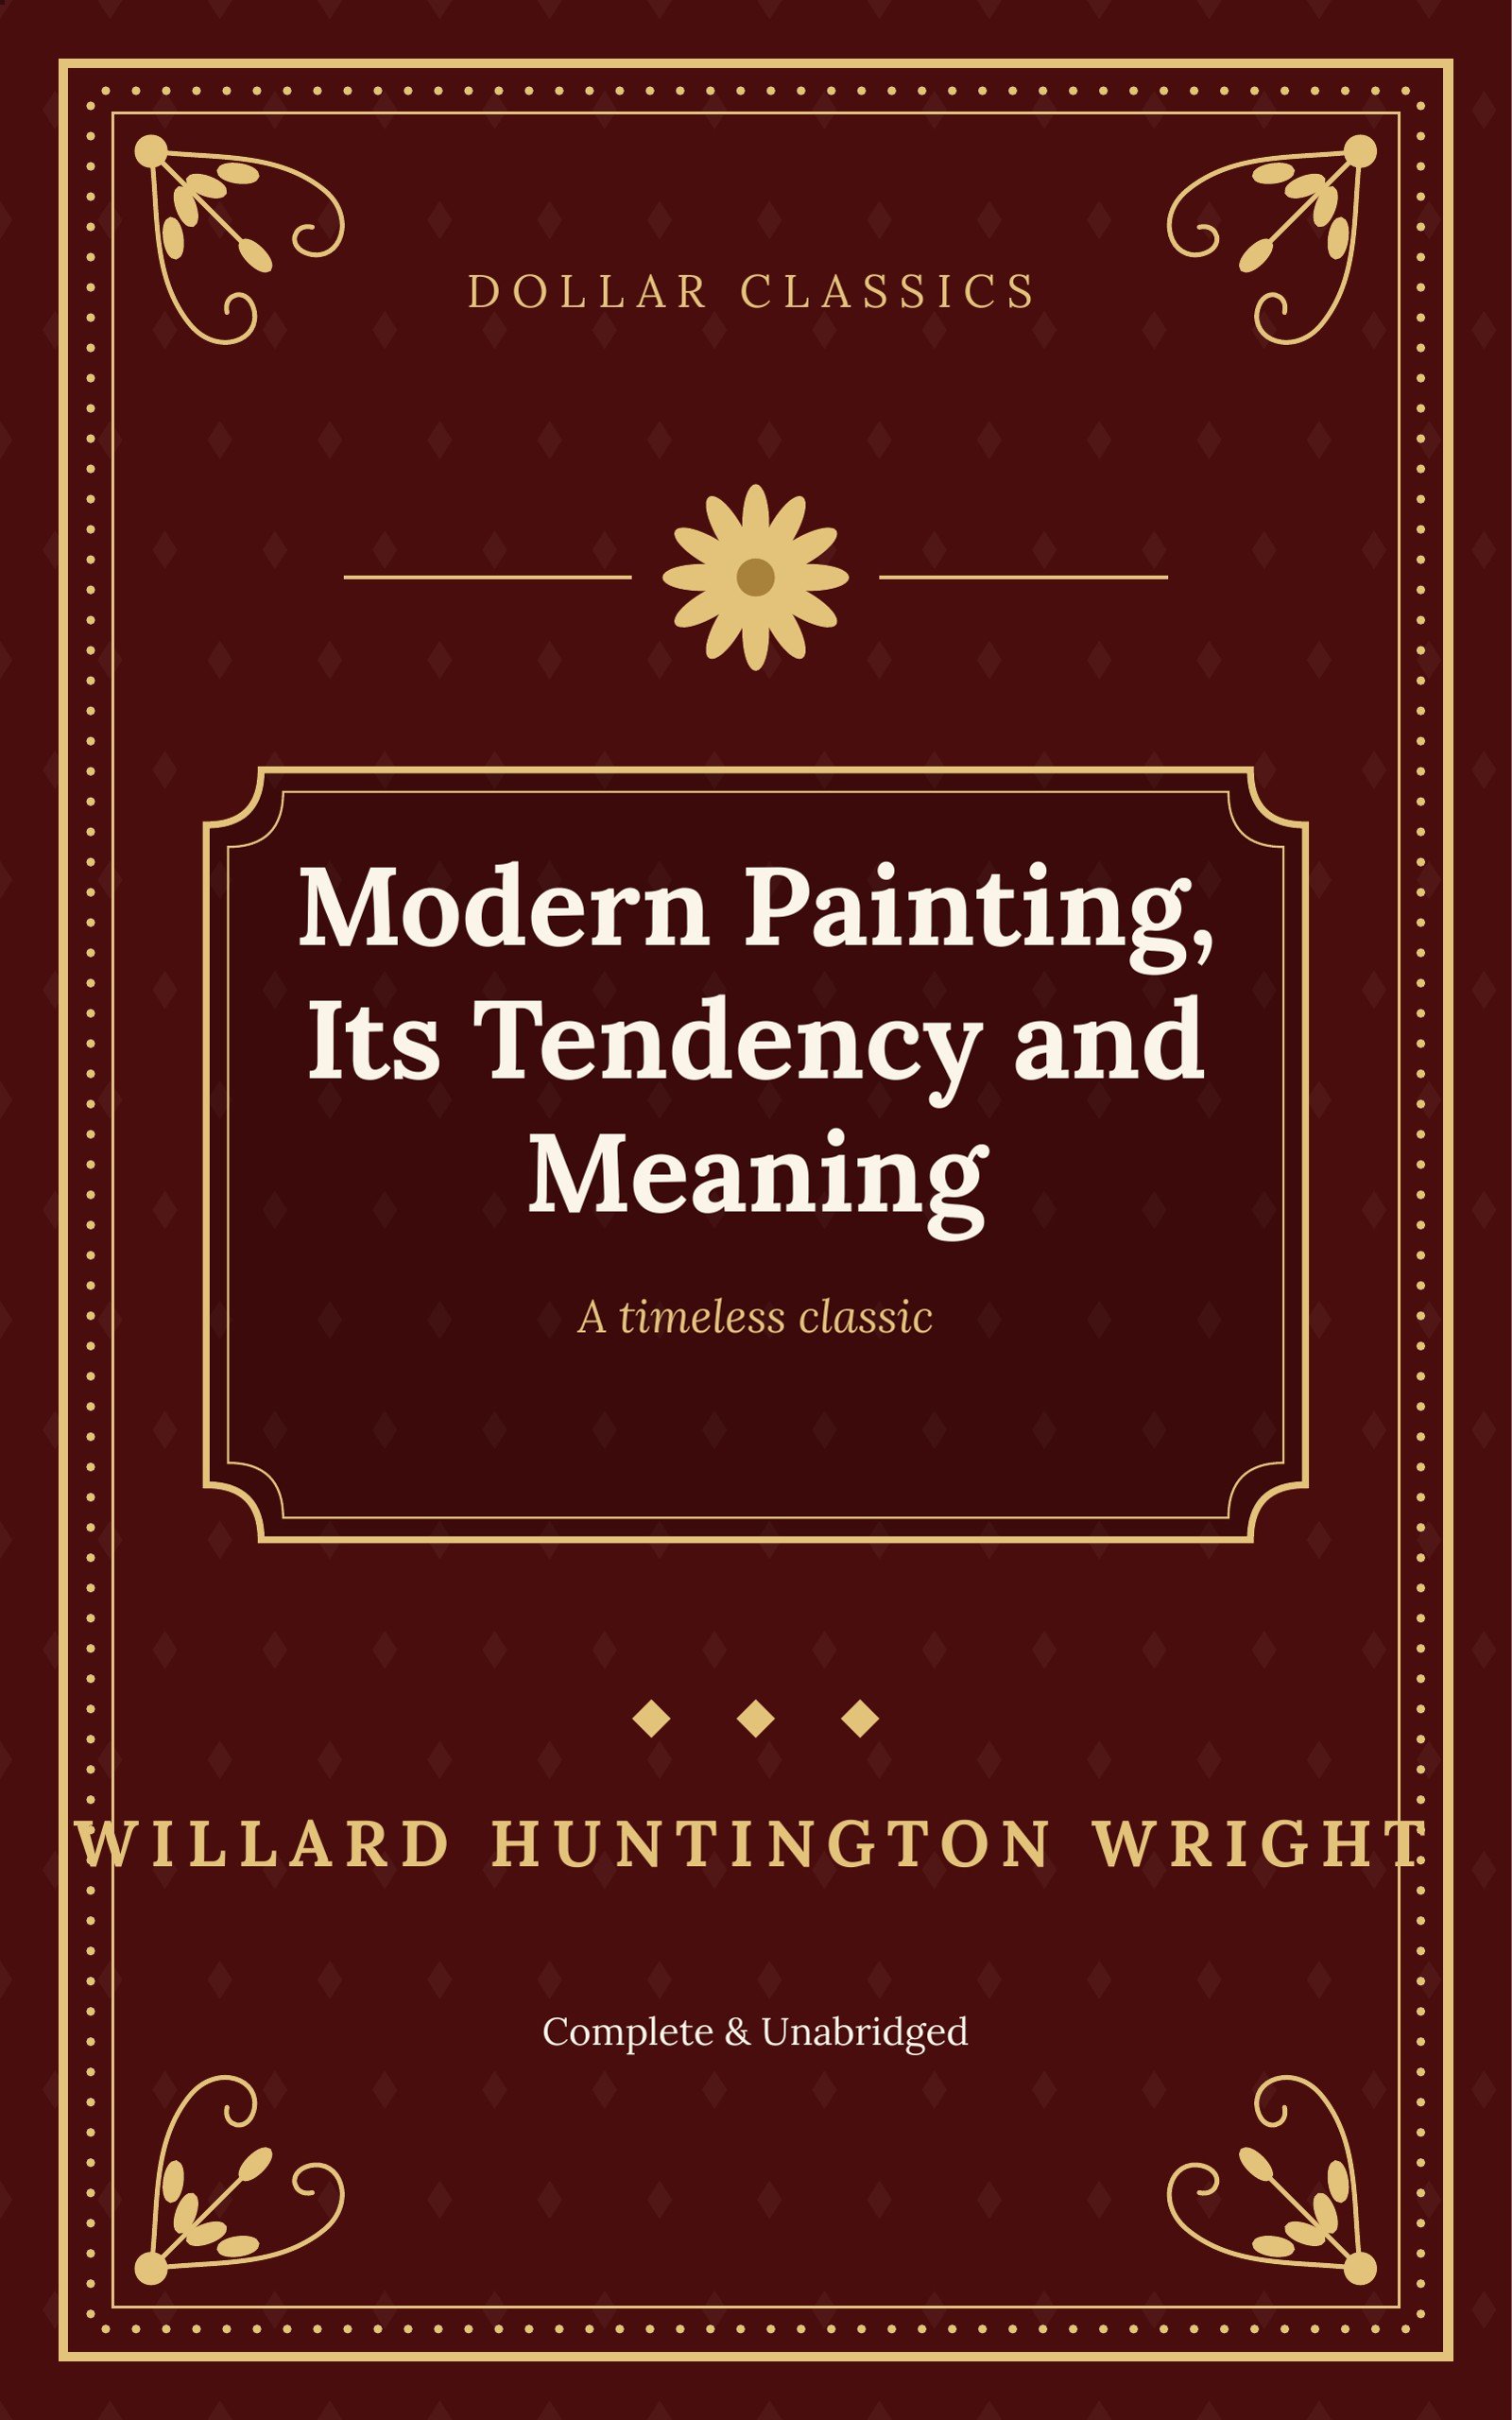 DOLLAR CLASSICS
Modern Painting,
Its Tendency and
Meaning
A timeless classic
WILLARD HUNTINGTON WRIGHT
Complete & Unabridged